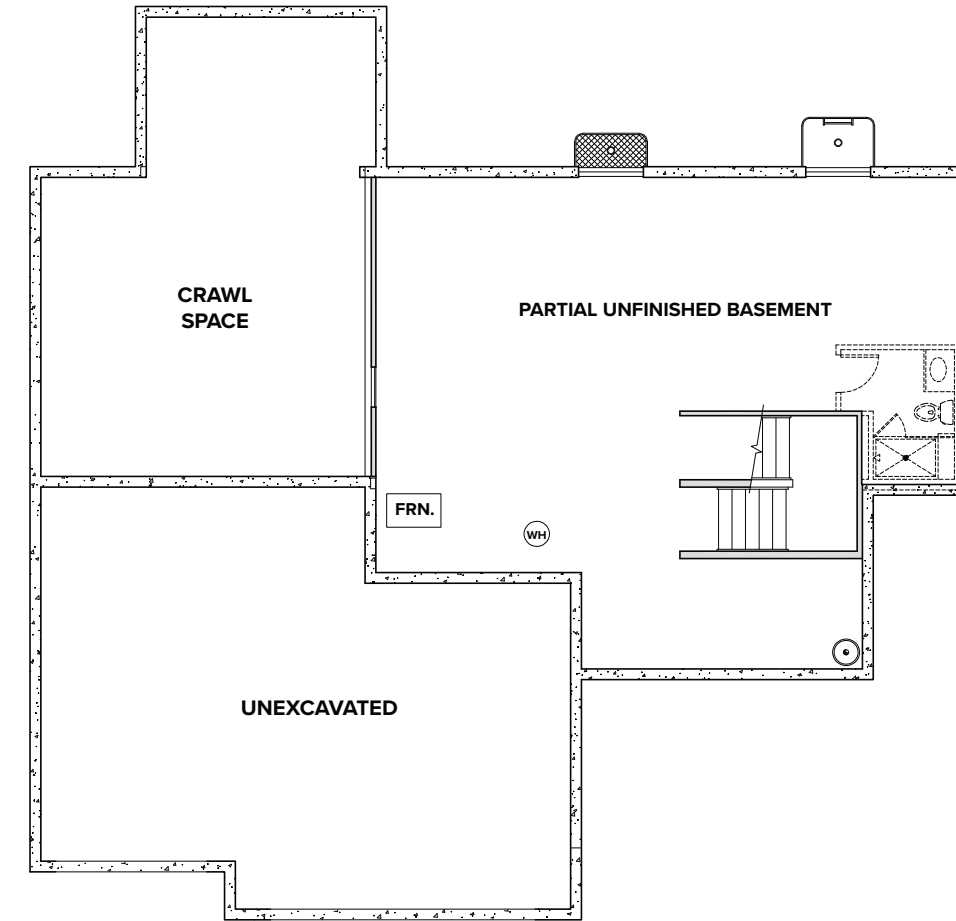 CRAWL
SPACE
PARTIAL UNFINISHED BASEMENT
FRN.
WH
UNEXCAVATED